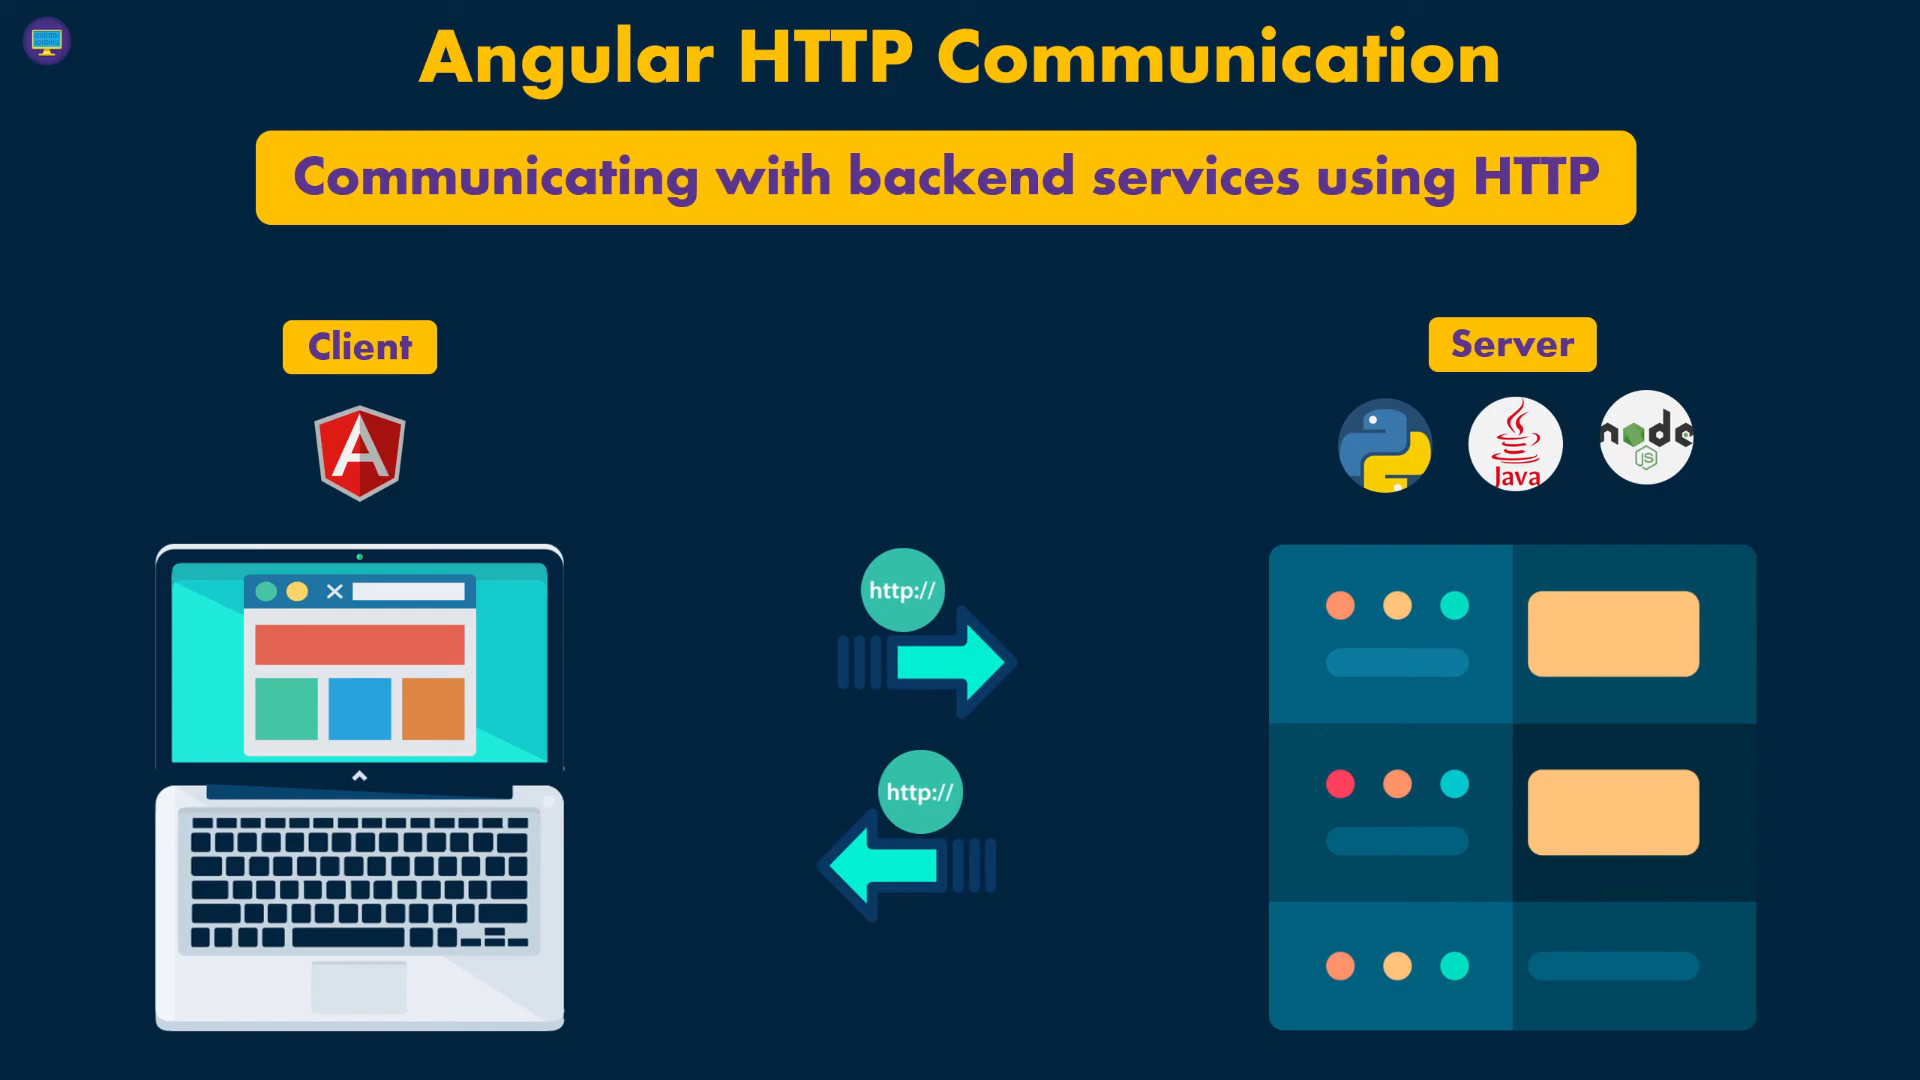 Angular HTTP Communication
Communicating with backend services using HTTP
Client
Server
Java
node
JS
http://
http://